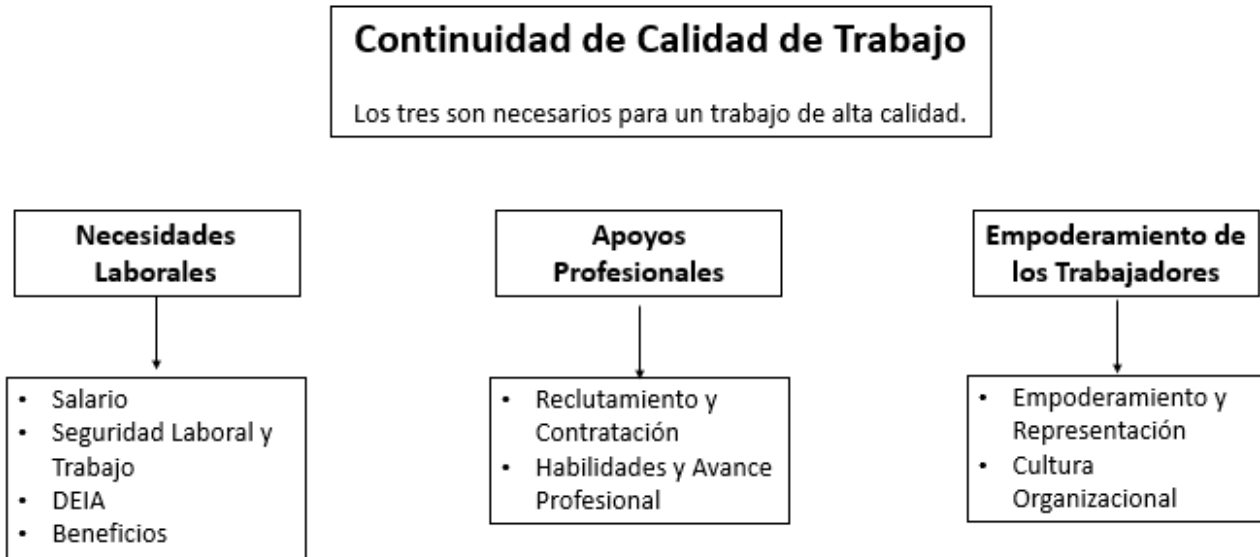 Continuidad de Calidad de Trabajo
Los tres son necesarios para un trabajo de alta calidad.
Necesidades
Laborales
• Salario
• Seguridad Laboral y
Trabajo
• DEIA
• Beneficios
Apoyos
Profesionales
• Reclutamiento y
Contratación
• Habilidades y Avance
Profesional
Empoderamiento de
los Trabajadores
• Empoderamiento y
Representación
• Cultura
Organizacional